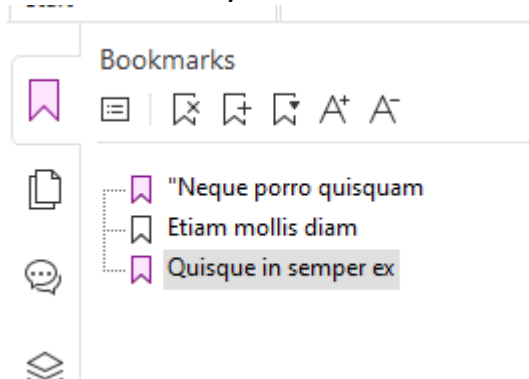 Bookmarks
"Neque porro quisquam
Etiam mollis diam
Quisque in semper ex